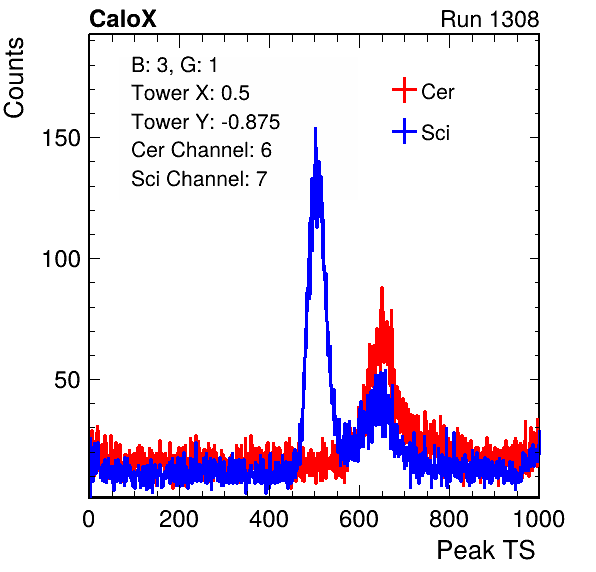 CaloX Run 1308
Counts
B: 3, G: 1
Tower X: 0.5
Tower Y: -0.875
Cer Channel: 6
Sci Channel: 7
Cer
Sci
150
100
50
0 200 400 600 800 1000
Peak TS